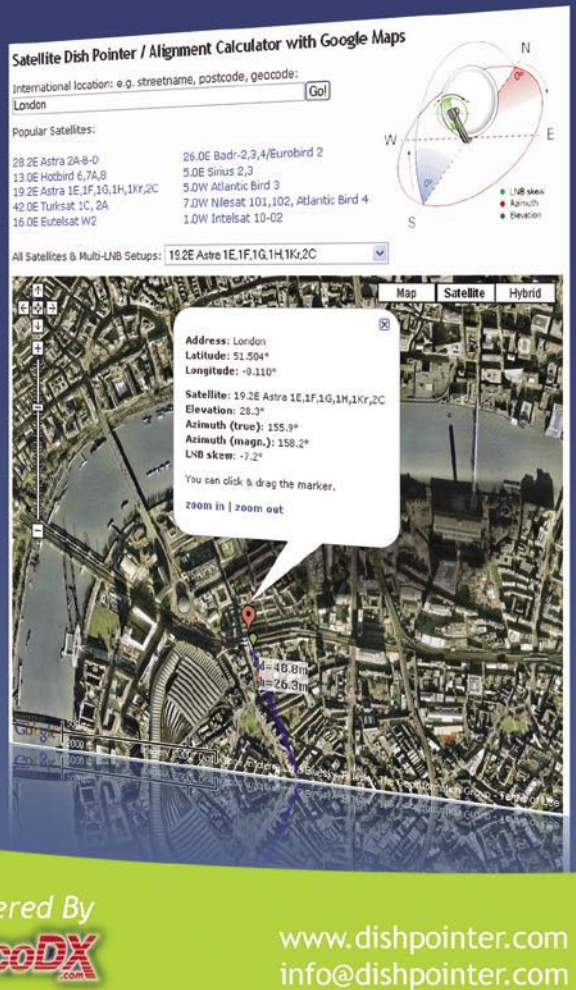 Satellite Dish Pointer / Alignment Calculator with Google Maps
International location: e.g. streetname, postcode, geocode:
London
Go!
Popular Satellites:
28.2E Astra 2A-B-D
13.0E Hotbird 6,7A,8
19.2E Astra 1E,1F,1G,1H,1Kr,2C
42.0E Turksat 1C, 2A
16.0E Eutelsat W2
26.0E Badr-2,3,4/Eurobird 2
5.0E Sirius 2,3
5.0W Atlantic Bird 3
7.0W Nilesat 101,102, Atlantic Bird 4
1.0W Intelsat 10-02
N
0°
W
E
0°
S
LNB skew
Azimuth
Elevation
All Satellites & Multi-LNB Setups: 19.2E Astra 1E,1F,1G,1H,1Kr,2C
Map Satellite Hybrid
Address: London
Latitude: 51.504°
Longitude: -0.110°
Satellite: 19.2E Astra 1E,1F,1G,1H,1Kr,2C
Elevation: 28.3°
Azimuth (true): 155.9°
Azimuth (magn.): 158.2°
LNB skew: -7.2°
You can click & drag the marker.
zoom in | zoom out
d=48.8m
h=26.3m
Google
ered By
coDX
.com
www.dishpointer.com
info@dishpointer.com